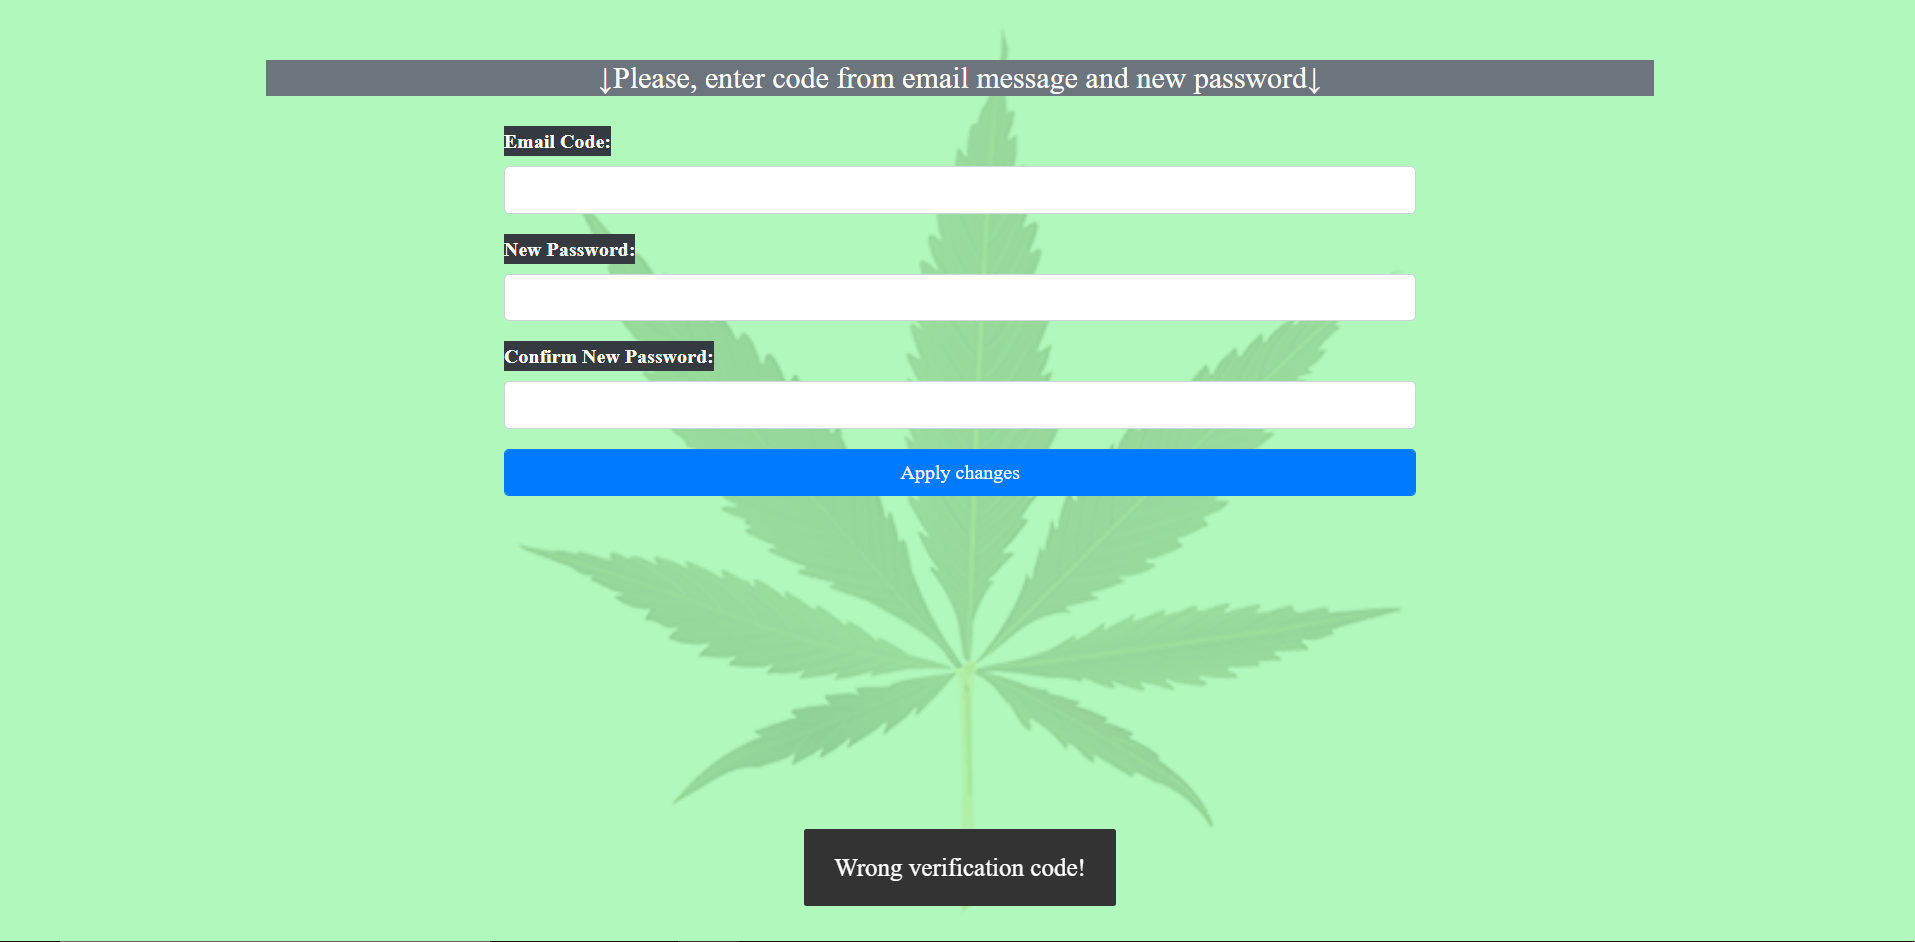 ↓Please, enter code from email message and new password↓
Email Code:
New Password:
Confirm New Password:
Apply changes
Wrong verification code!